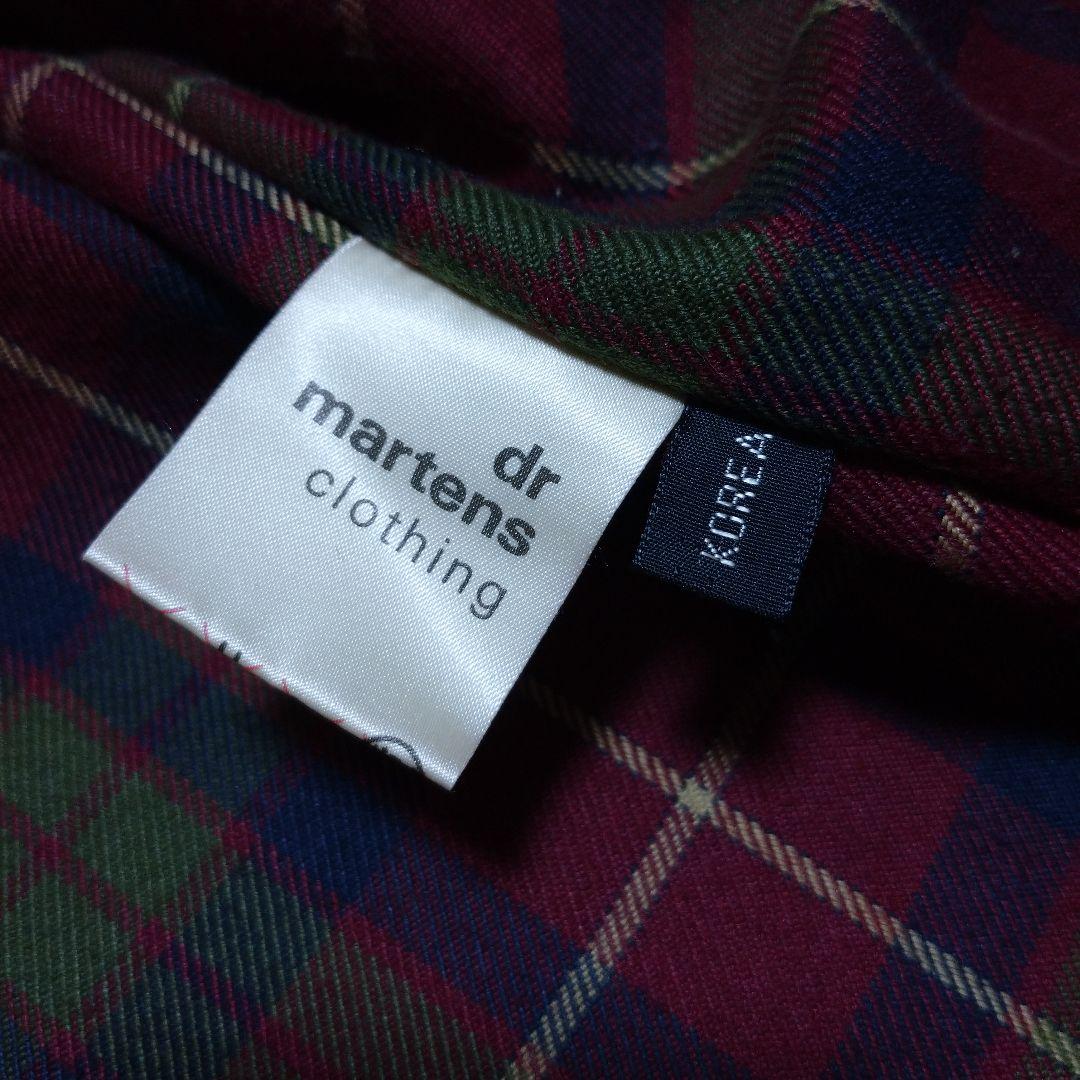 dr
martens
clothing
KOREA